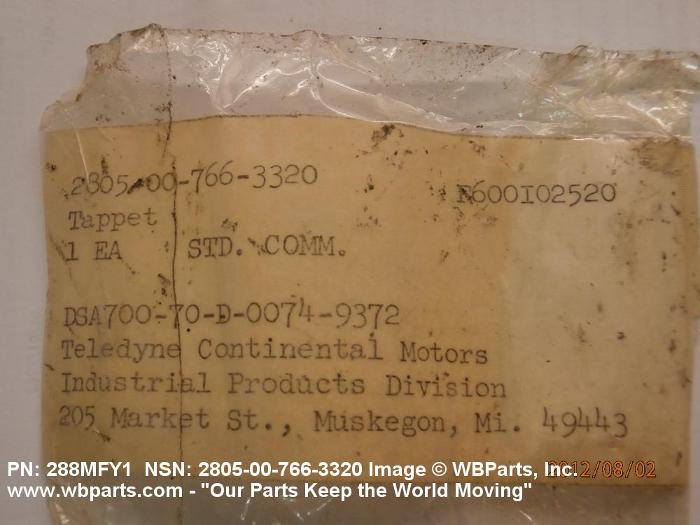 2805-00-766-3320
F600I02520
Tappet
1 EA STD. COMM.
DSA700-70-D-0074-9372
Teledyne Continental Motors
Industrial Products Division
205 Market St., Muskegon, Mi. 49443
PN: 288MFY1 NSN: 2805-00-766-3320 Image © WBParts, Inc.
2012/08/02
www.wbparts.com - "Our Parts Keep the World Moving"